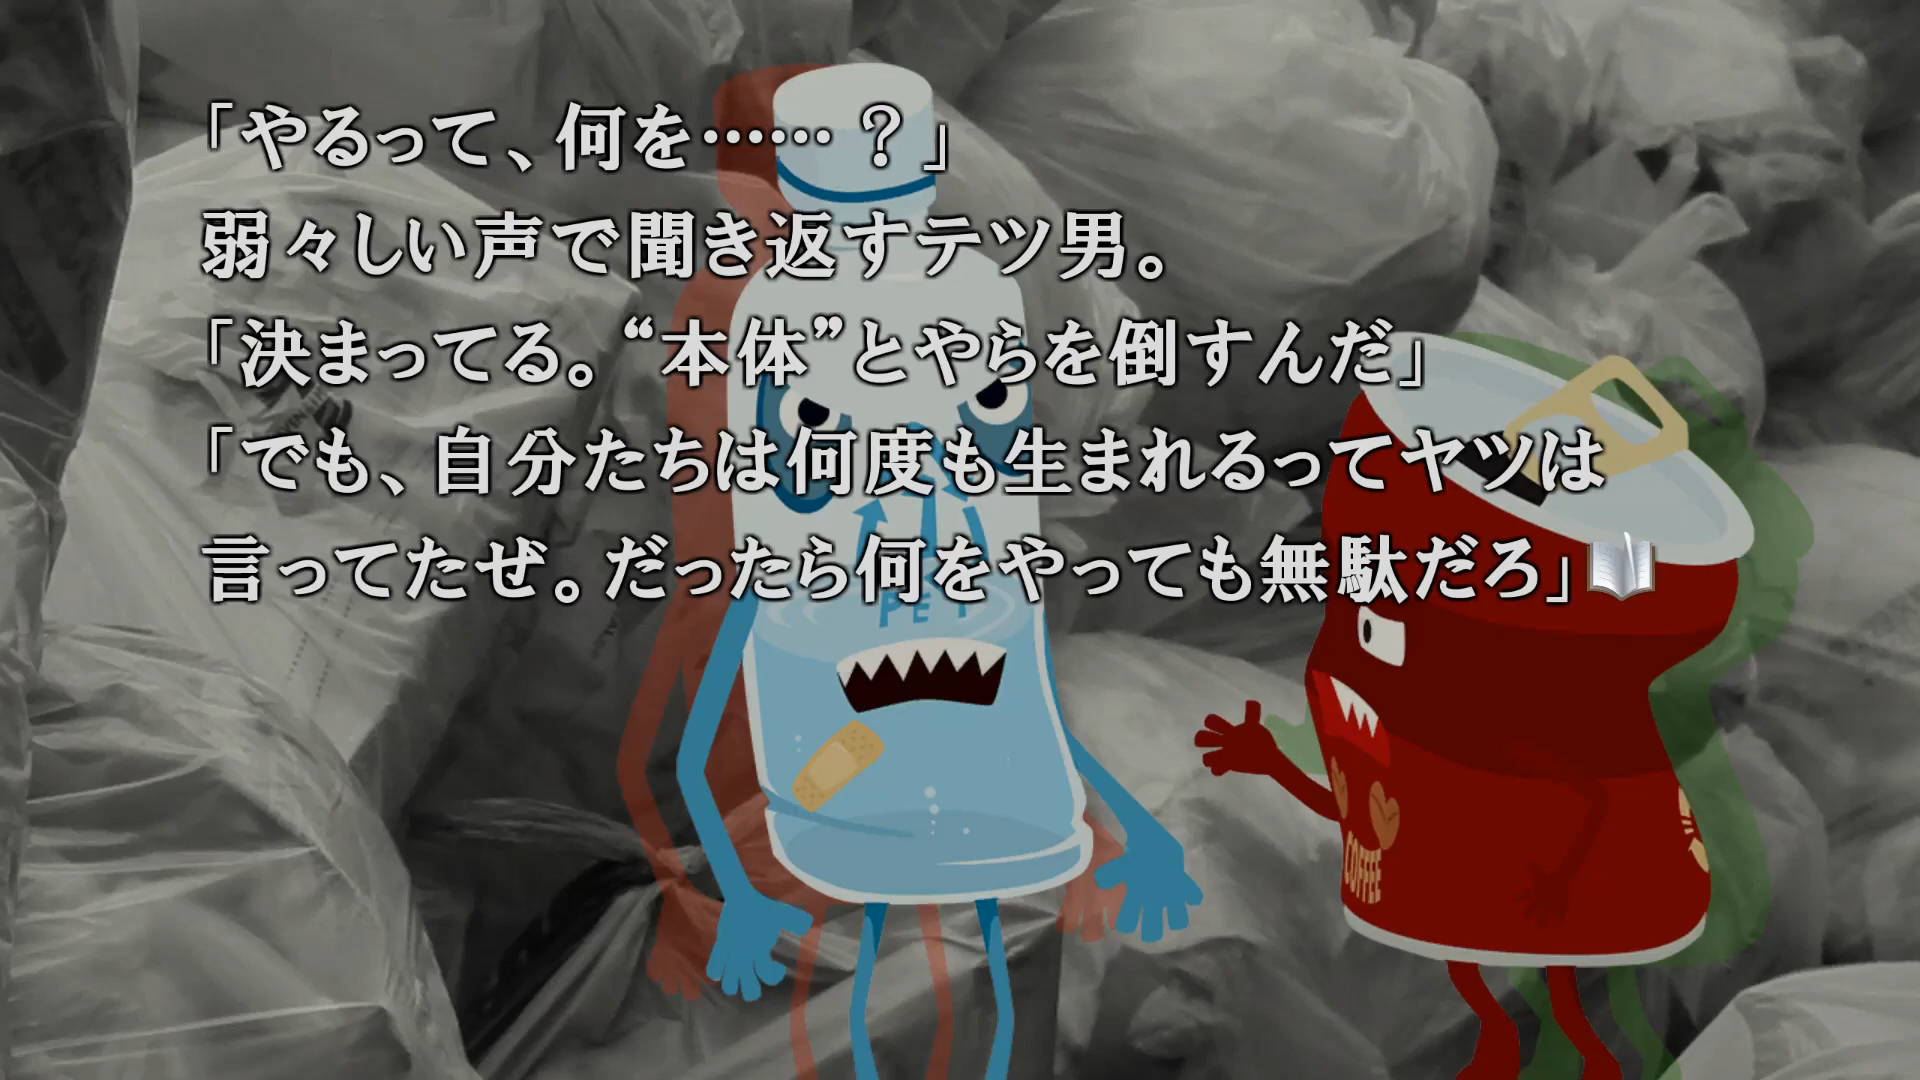 「やるって、何を……？」
弱々しい声で聞き返すテツ男。
「決まってる。“本体”とやらを倒すんだ」
「でも、自分たちは何度も生まれるってヤツは
言ってたぜ。だったら何をやっても無駄だろ」
PET
COFFEE